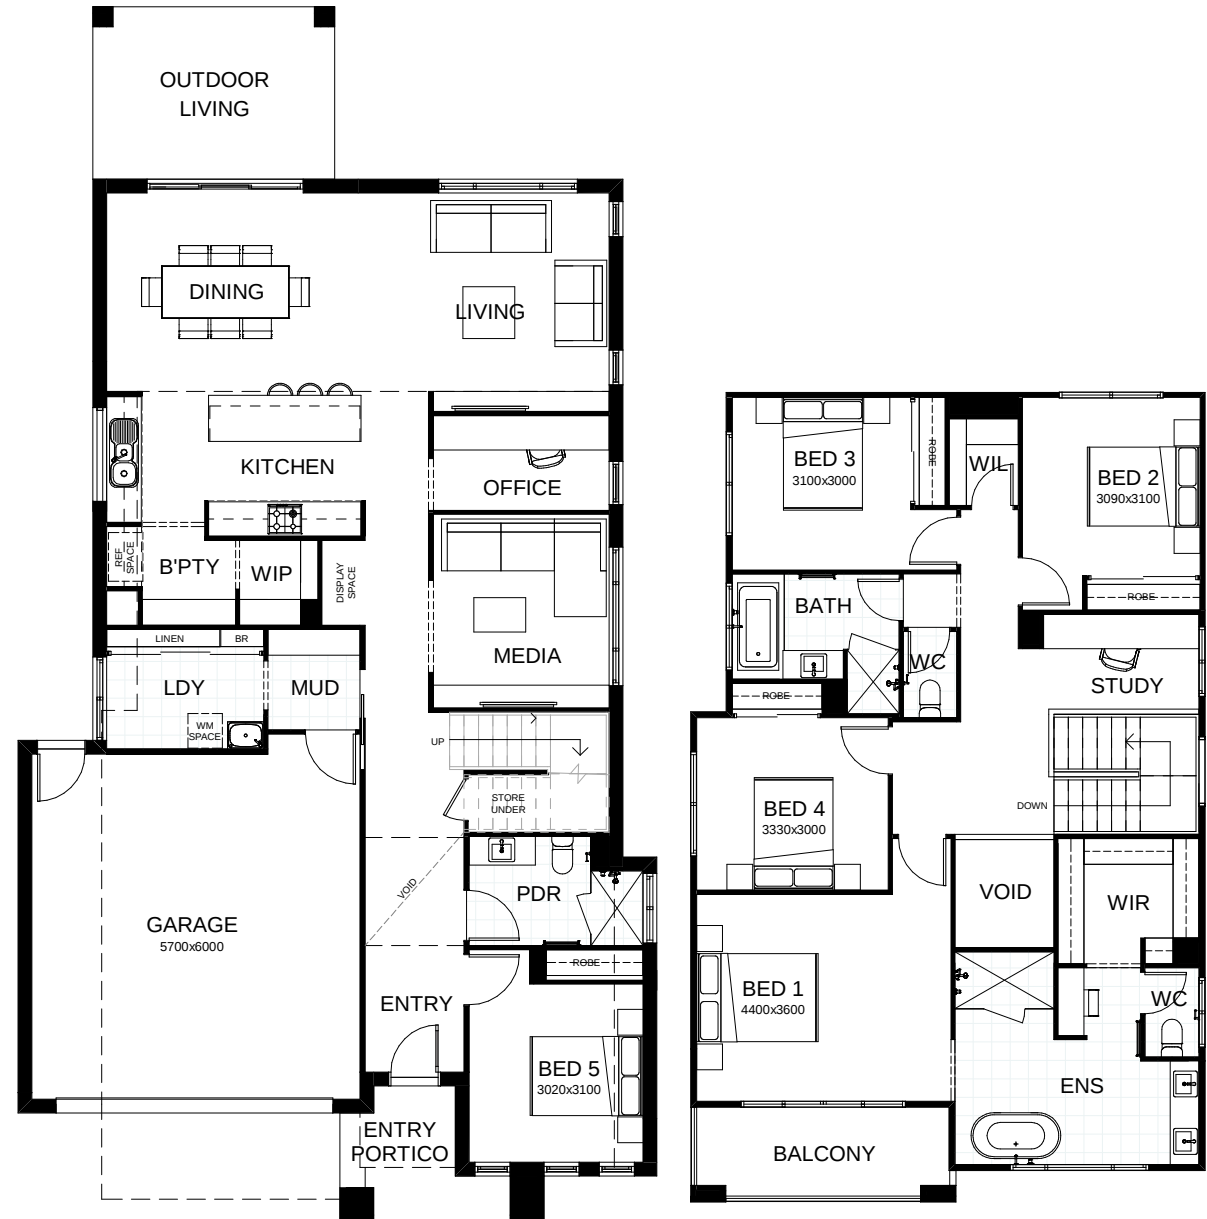 OUTDOOR
LIVING
DINING
LIVING
KITCHEN
OFFICE
REF
SPACE
B'PTY
WIP
DISPLAY
SPACE
MEDIA
LINEN
BR
LDY
MUD
WM
SPACE
UP
STORE
UNDER
VOID
PDR
GARAGE
5700x6000
ROBE
ENTRY
BED 5
3020x3100
ENTRY
PORTICO
BED 3
3100x3000
ROBE
WIL
BED 2
3090x3100
ROBE
BATH
WC
STUDY
ROBE
BED 4
3330x3000
DOWN
VOID
WIR
BED 1
4400x3600
WC
ENS
BALCONY